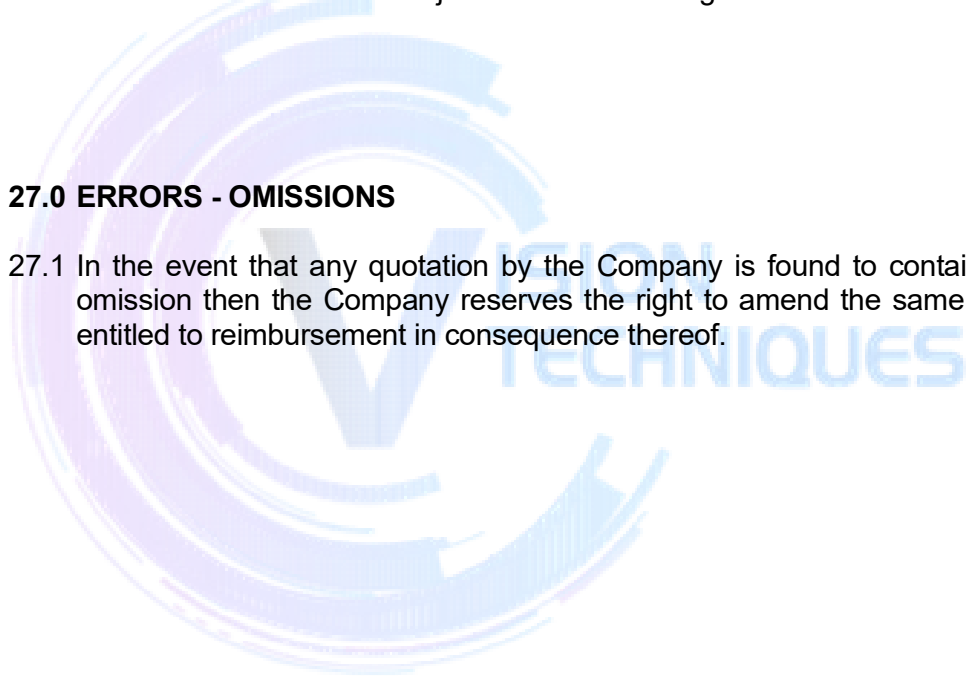 27.0 ERRORS - OMISSIONS
27.1 In the event that any quotation by the Company is found to contai
omission then the Company reserves the right to amend the same
entitled to reimbursement in consequence thereof.
VISION
TECHNIQUES